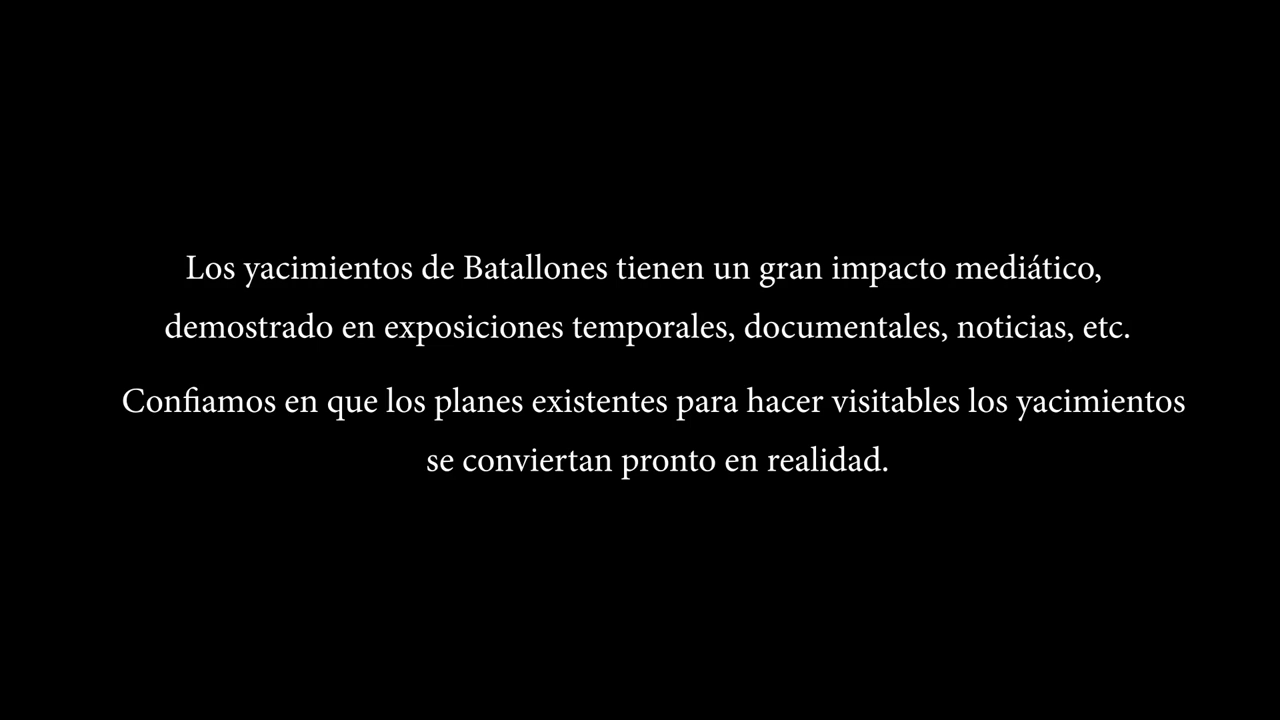 Los yacimientos de Batallones tienen un gran impacto mediático,
demostrado en exposiciones temporales, documentales, noticias, etc.
Confiamos en que los planes existentes para hacer visitables los yacimientos
se conviertan pronto en realidad.